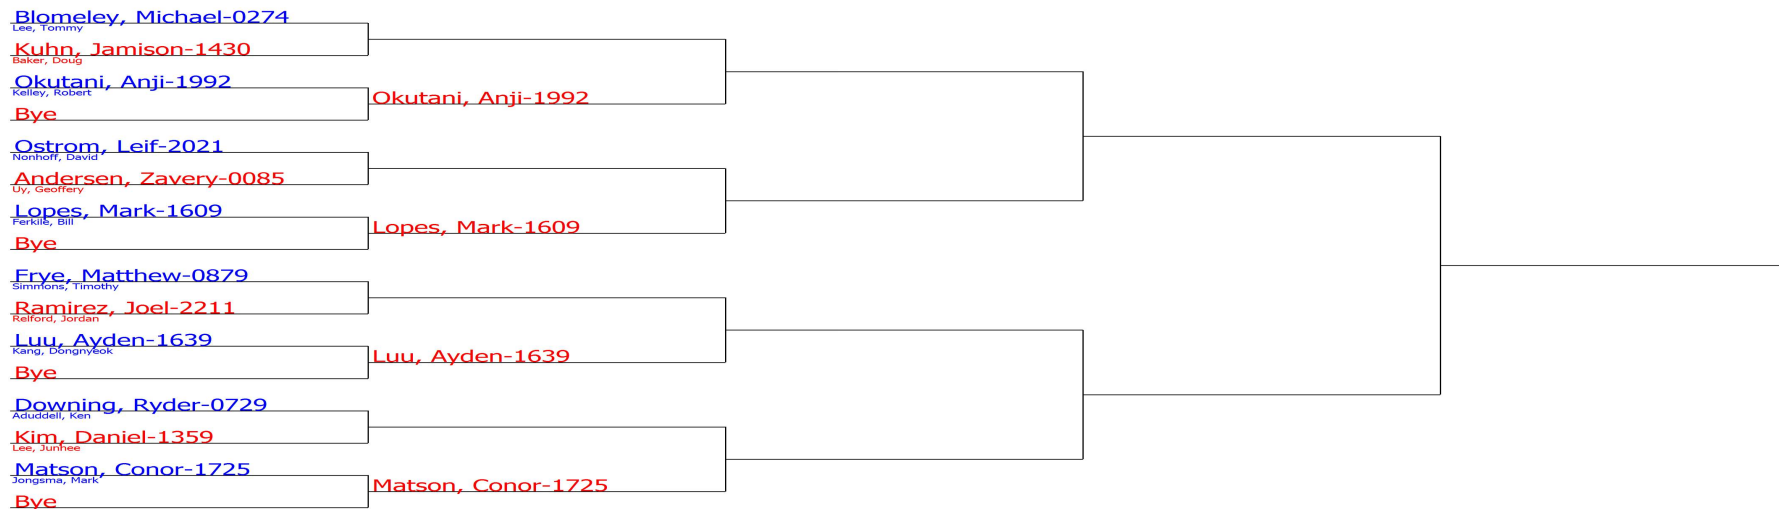 Blomeley, Michael-0274
Lee, Tommy
Kuhn, Jamison-1430
Baker, Doug
Okutani, Anji-1992
Kelley, Robert
Okutani, Anji-1992
Bye
Ostrom, Leif-2021
Nonhoff, David
Andersen, Zavery-0085
Uy, Geoffery
Lopes, Mark-1609
Ferkile, Bill
Lopes, Mark-1609
Bye
Frye, Matthew-0879
Simmons, Timothy
Ramirez, Joel-2211
Relford, Jordan
Luu, Ayden-1639
Kang, Dongnyeok
Luu, Ayden-1639
Bye
Downing, Ryder-0729
Aduddell, Ken
Kim, Daniel-1359
Lee, Junhee
Matson, Conor-1725
Jongsma, Mark
Matson, Conor-1725
Bye